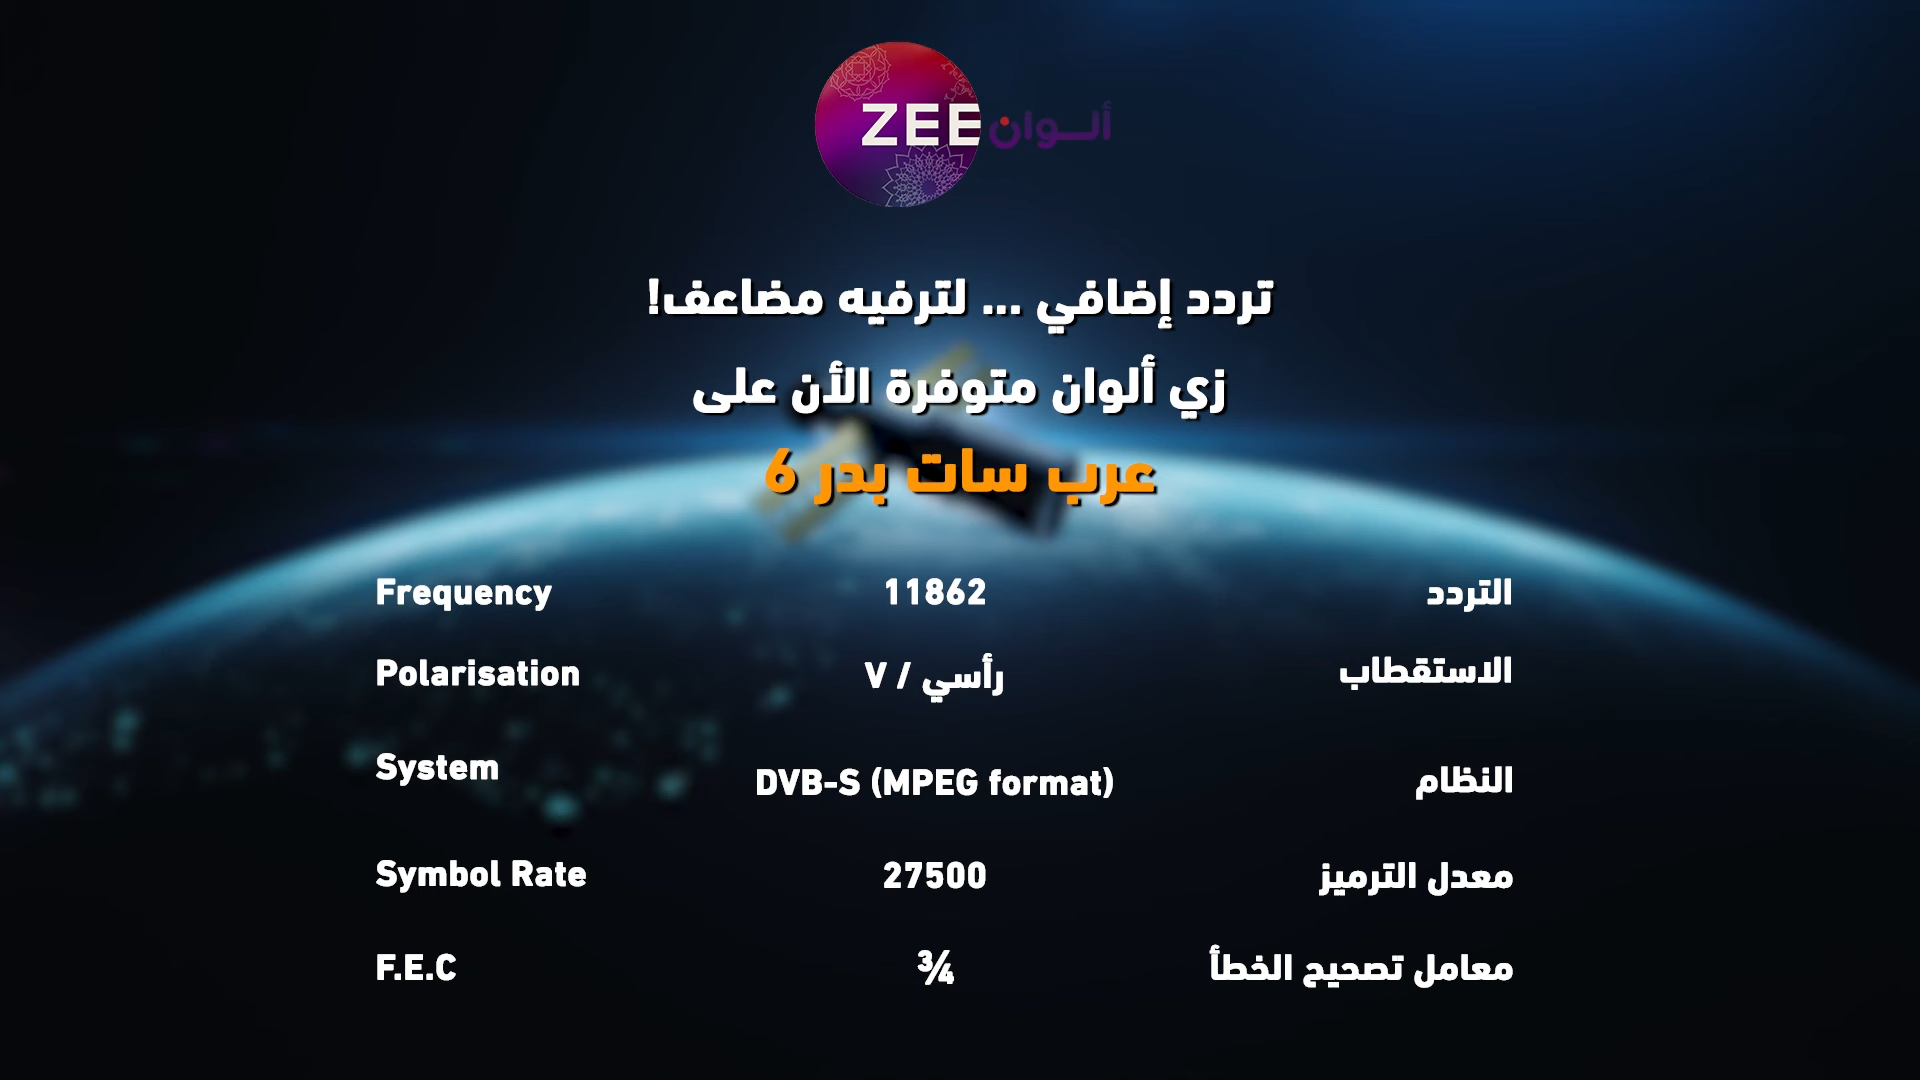 ZEE ألوان
تردد إضافي ... لترفيه مضاعف!
زي ألوان متوفرة الأن على
عرب سات بدر 6
Frequency 11862 التردد
Polarisation رأسي / V الاستقطاب
System DVB-S (MPEG format) النظام
Symbol Rate 27500 معدل الترميز
F.E.C ¾ معامل تصحيح الخطأ